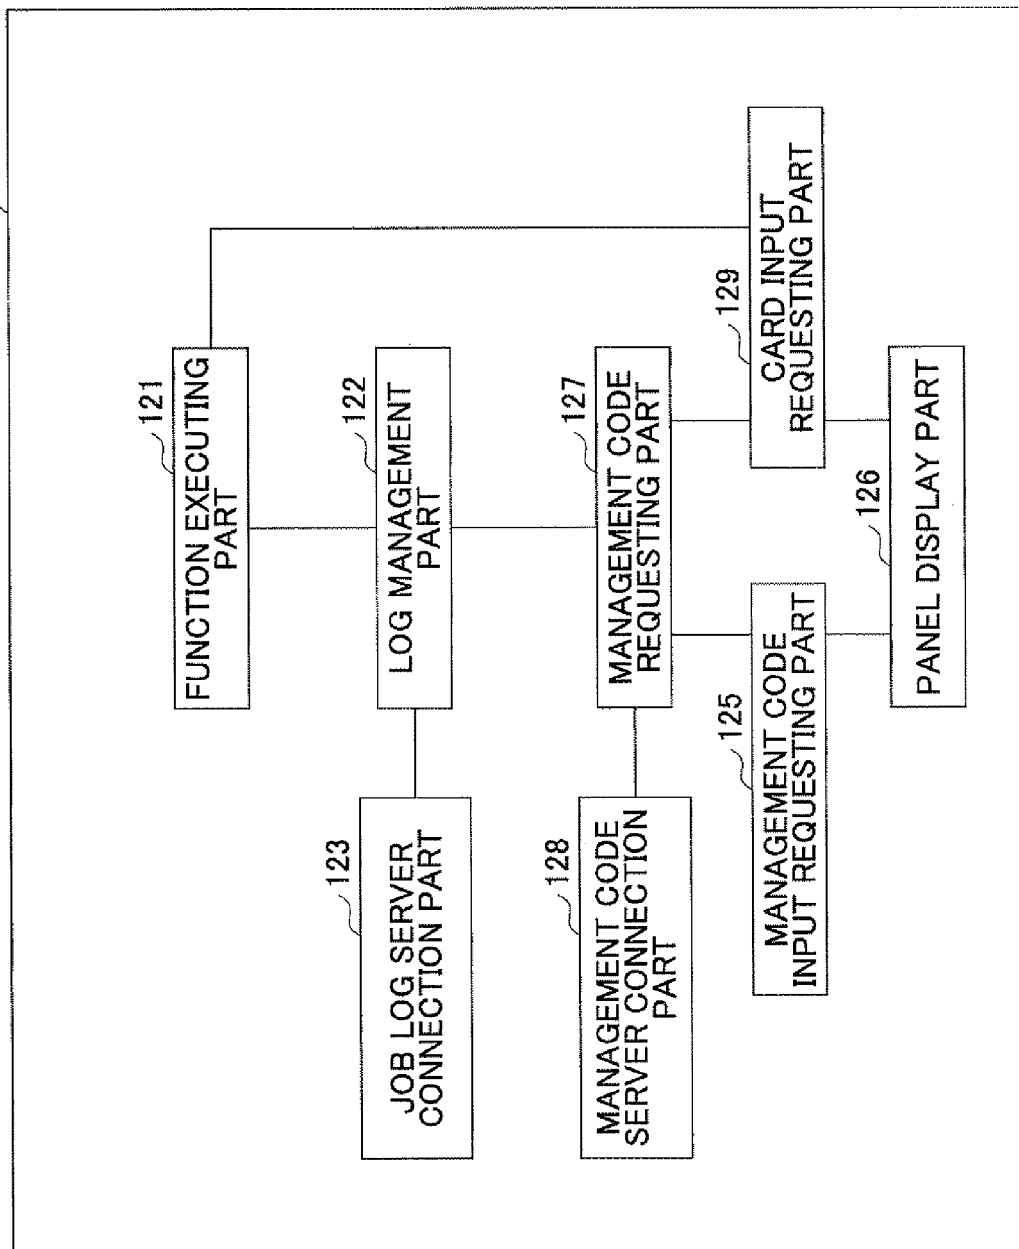 121
FUNCTION EXECUTING
PART
122
LOG MANAGEMENT
PART
123
JOB LOG SERVER
CONNECTION PART
127
MANAGEMENT CODE
REQUESTING PART
128
MANAGEMENT CODE
SERVER CONNECTION
PART
129
CARD INPUT
REQUESTING PART
125
MANAGEMENT CODE
INPUT REQUESTING PART
126
PANEL DISPLAY PART